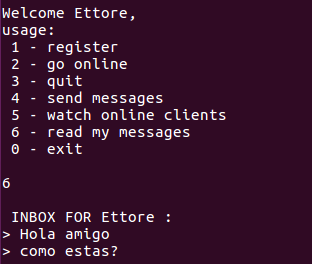 Welcome Ettore,
usage:
1 - register
2 - go online
3 - quit
4 - send messages
5 - watch online clients
6 - read my messages
0 - exit
6
INBOX FOR Ettore :
> Hola amigo
> como estas?